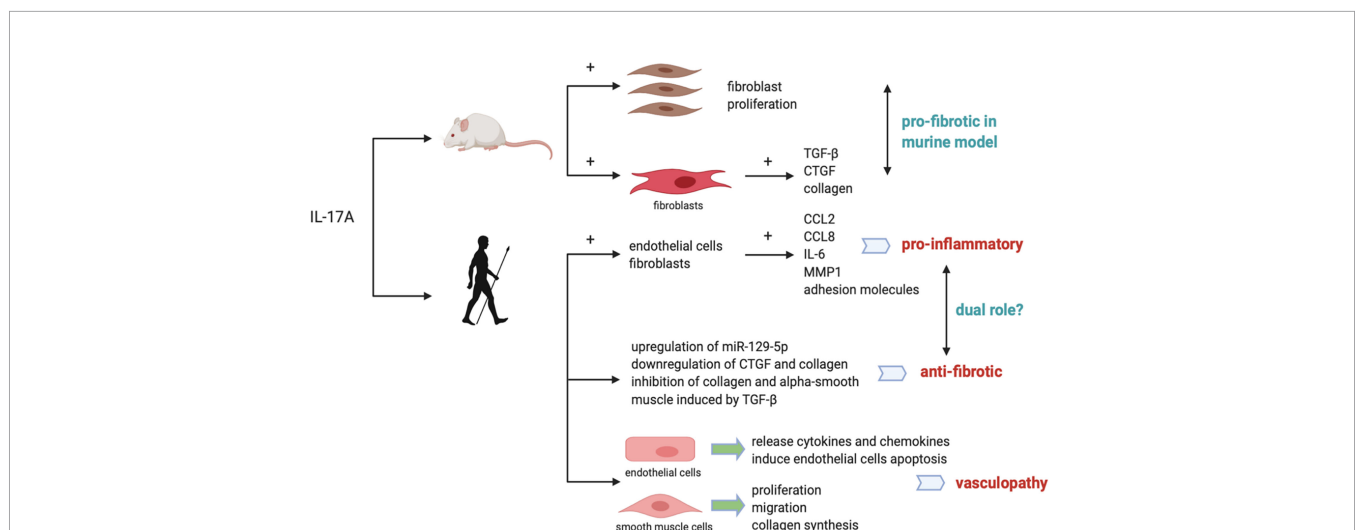 +
fibroblast
proliferation
pro-fibrotic in
murine model
+
fibroblasts
+
TGF-β
CTGF
collagen
IL-17A
+
endothelial cells
fibroblasts
+
CCL2
CCL8
IL-6
MMP1
adhesion molecules
pro-inflammatory
dual role?
upregulation of miR-129-5p
downregulation of CTGF and collagen
inhibition of collagen and alpha-smooth
muscle induced by TGF-β
anti-fibrotic
endothelial cells
release cytokines and chemokines
induce endothelial cells apoptosis
vasculopathy
smooth muscle cells
proliferation
migration
collagen synthesis